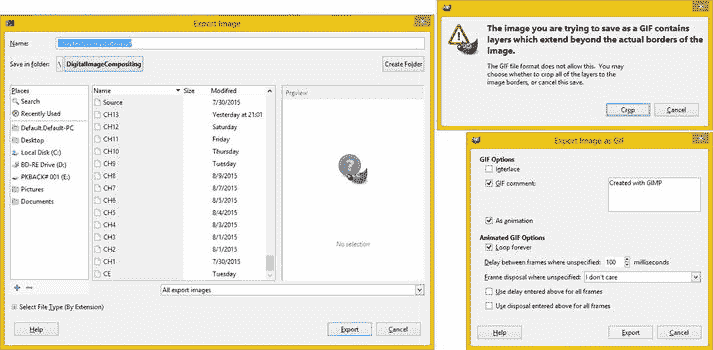 Export Image
Name:
Save in folder: \ DigitalImageCompositing Create Folder
Places Name Size Modified Preview
Search Source 7/30/2015
Recently Used CH13 Yesterday at 21:01
Default.Default-PC CH12 Saturday
Desktop CH11 Friday
Local Disk (C:) CH10 Thursday
BD-RE Drive (D:) CH9 Tuesday
PKBACK# 001 (E:) CH8 8/9/2015
Pictures CH7 8/7/2015
Documents CH6 8/5/2015
CH5 8/4/2015
CH4 8/3/2015
CH3 8/1/2015
CH2 8/1/2015
CH1 7/30/2015
CE Tuesday
No selection
All export images
Select File Type (By Extension)
Help Export Cancel
The image you are trying to save as a GIF contains
layers which extend beyond the actual borders of the
image.
The GIF file format does not allow this. You may
choose whether to crop all of the layers to the
image borders, or cancel this save.
Crop Cancel
Export Image as GIF
GIF Options
Interlace
GIF comment: Created with GIMP
As animation
Animated GIF Options
Loop forever
Delay between frames where unspecified: 100 milliseconds
Frame disposal where unspecified: I don't care
Use delay entered above for all frames
Use disposal entered above for all frames
Help Export Cancel